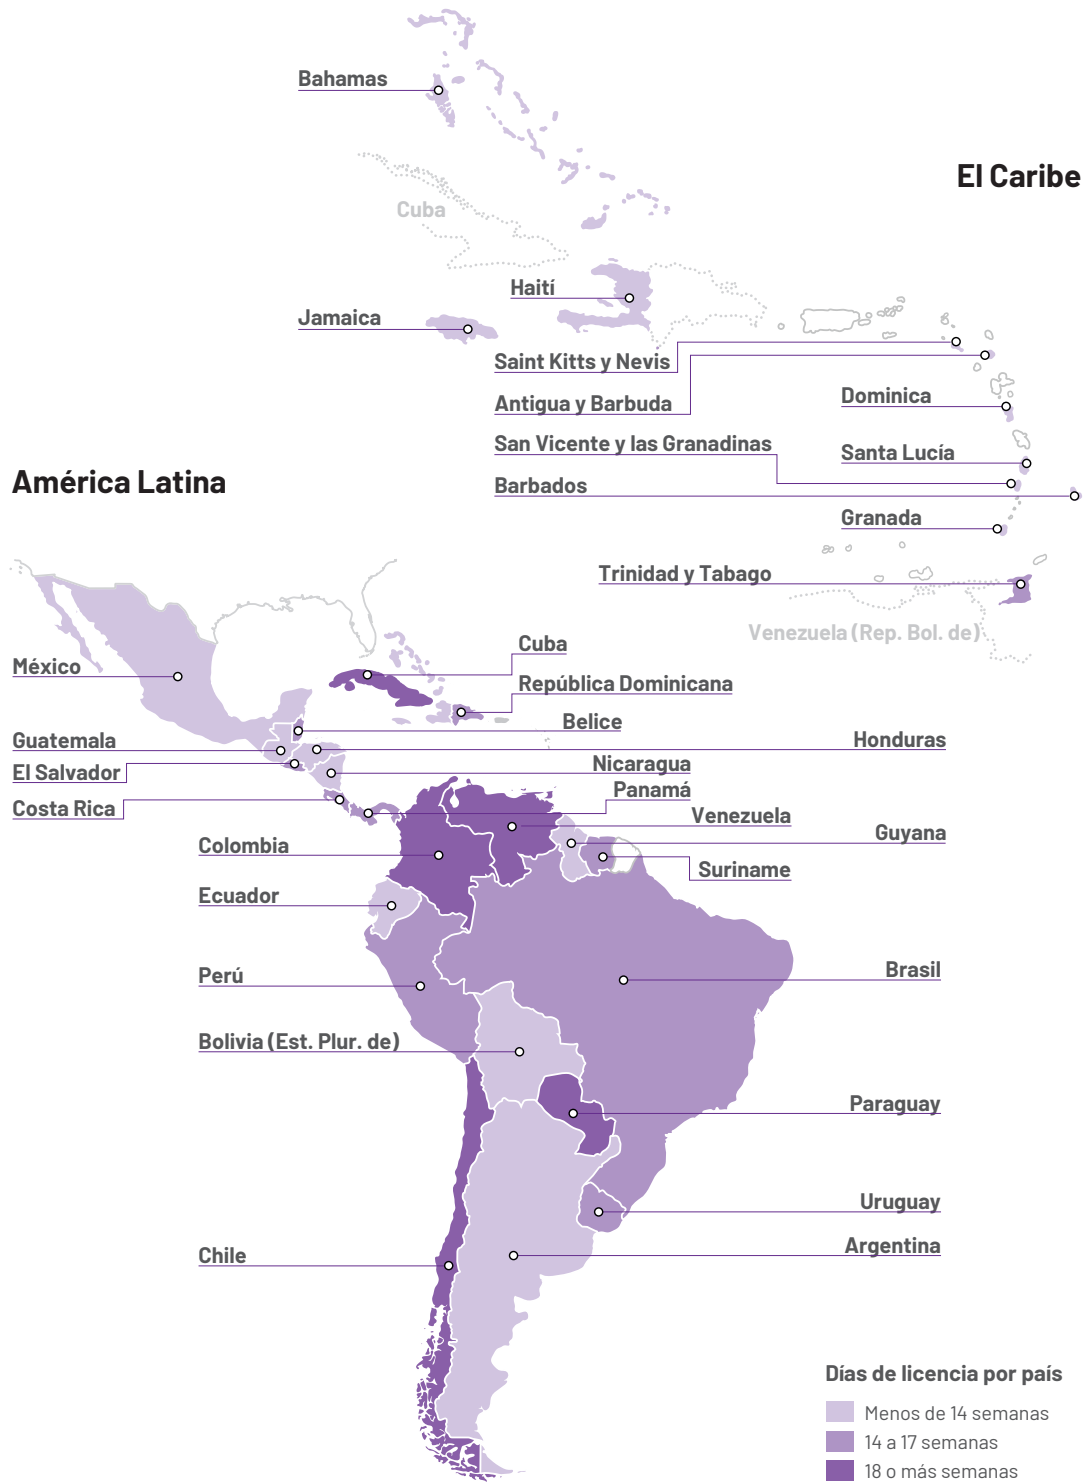 Bahamas
El Caribe
Cuba
Haití
Jamaica
Saint Kitts y Nevis
Antigua y Barbuda
Dominica
San Vicente y las Granadinas
Santa Lucía
Barbados
Granada
Trinidad y Tabago
Venezuela (Rep. Bol. de)
América Latina
México
Cuba
República Dominicana
Belice
Guatemala
Honduras
El Salvador
Nicaragua
Costa Rica
Panamá
Venezuela
Guyana
Colombia
Suriname
Ecuador
Perú
Brasil
Bolivia (Est. Plur. de)
Paraguay
Uruguay
Argentina
Chile
Días de licencia por país
Menos de 14 semanas
14 a 17 semanas
18 o más semanas